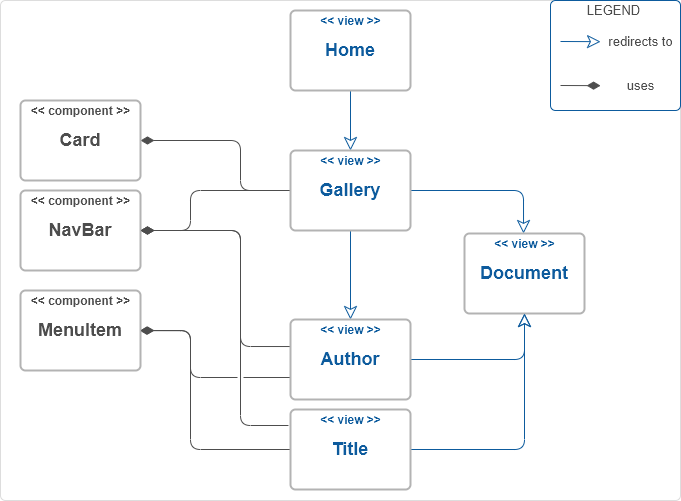 LEGEND
redirects to
uses
<< view >>
Home
<< component >>
Card
<< view >>
Gallery
<< component >>
NavBar
<< view >>
Document
<< component >>
MenuItem
<< view >>
Author
<< view >>
Title